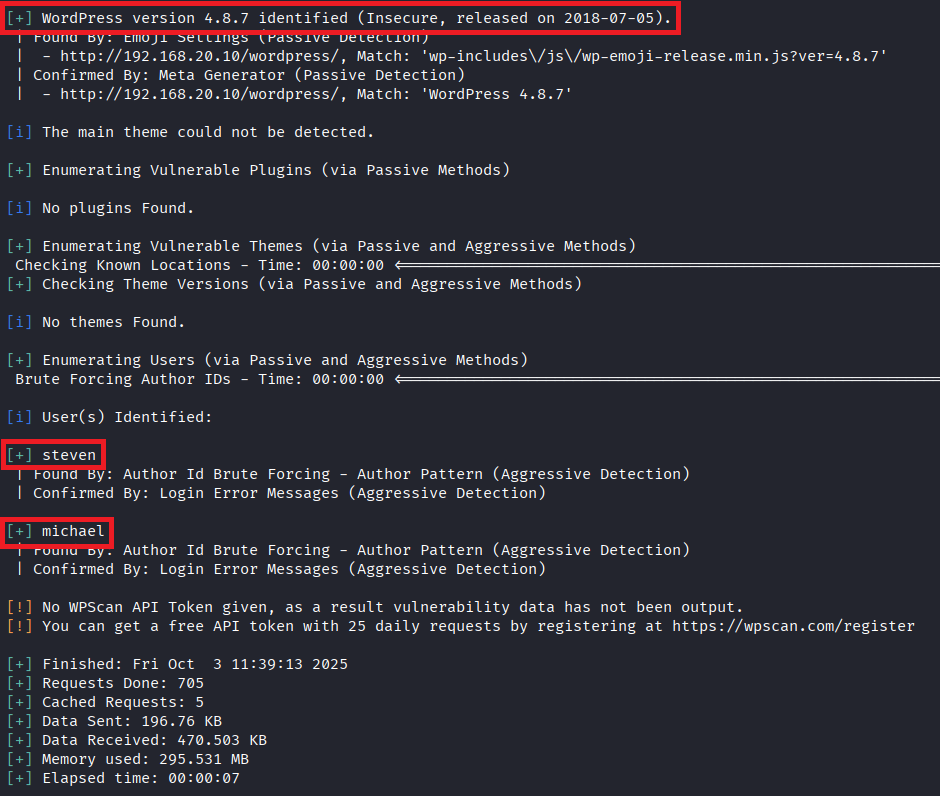 [+] WordPress version 4.8.7 identified (Insecure, released on 2018-07-05).
| Found By: Emoji Settings (Passive Detection)
|  - http://192.168.20.10/wordpress/, Match: 'wp-includes\/js\/wp-emoji-release.min.js?ver=4.8.7'
| Confirmed By: Meta Generator (Passive Detection)
|  - http://192.168.20.10/wordpress/, Match: 'WordPress 4.8.7'
[i] The main theme could not be detected.
[+] Enumerating Vulnerable Plugins (via Passive Methods)
[i] No plugins Found.
[+] Enumerating Vulnerable Themes (via Passive and Aggressive Methods)
Checking Known Locations - Time: 00:00:00 <==============================================================
[+] Checking Theme Versions (via Passive and Aggressive Methods)
[i] No themes Found.
[+] Enumerating Users (via Passive and Aggressive Methods)
Brute Forcing Author IDs - Time: 00:00:00 <==============================================================
[i] User(s) Identified:
[+] steven
| Found By: Author Id Brute Forcing - Author Pattern (Aggressive Detection)
| Confirmed By: Login Error Messages (Aggressive Detection)
[+] michael
| Found By: Author Id Brute Forcing - Author Pattern (Aggressive Detection)
| Confirmed By: Login Error Messages (Aggressive Detection)
[!] No WPScan API Token given, as a result vulnerability data has not been output.
[!] You can get a free API token with 25 daily requests by registering at https://wpscan.com/register
[+] Finished: Fri Oct  3 11:39:13 2025
[+] Requests Done: 705
[+] Cached Requests: 5
[+] Data Sent: 196.76 KB
[+] Data Received: 470.503 KB
[+] Memory used: 295.531 MB
[+] Elapsed time: 00:00:07